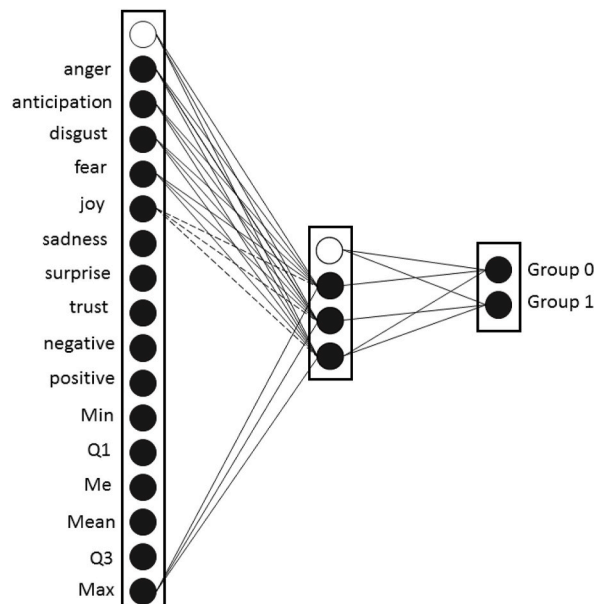 anger
anticipation
disgust
fear
joy
sadness
surprise
trust
negative
positive
Min
Q1
Me
Mean
Q3
Max
Group 0
Group 1